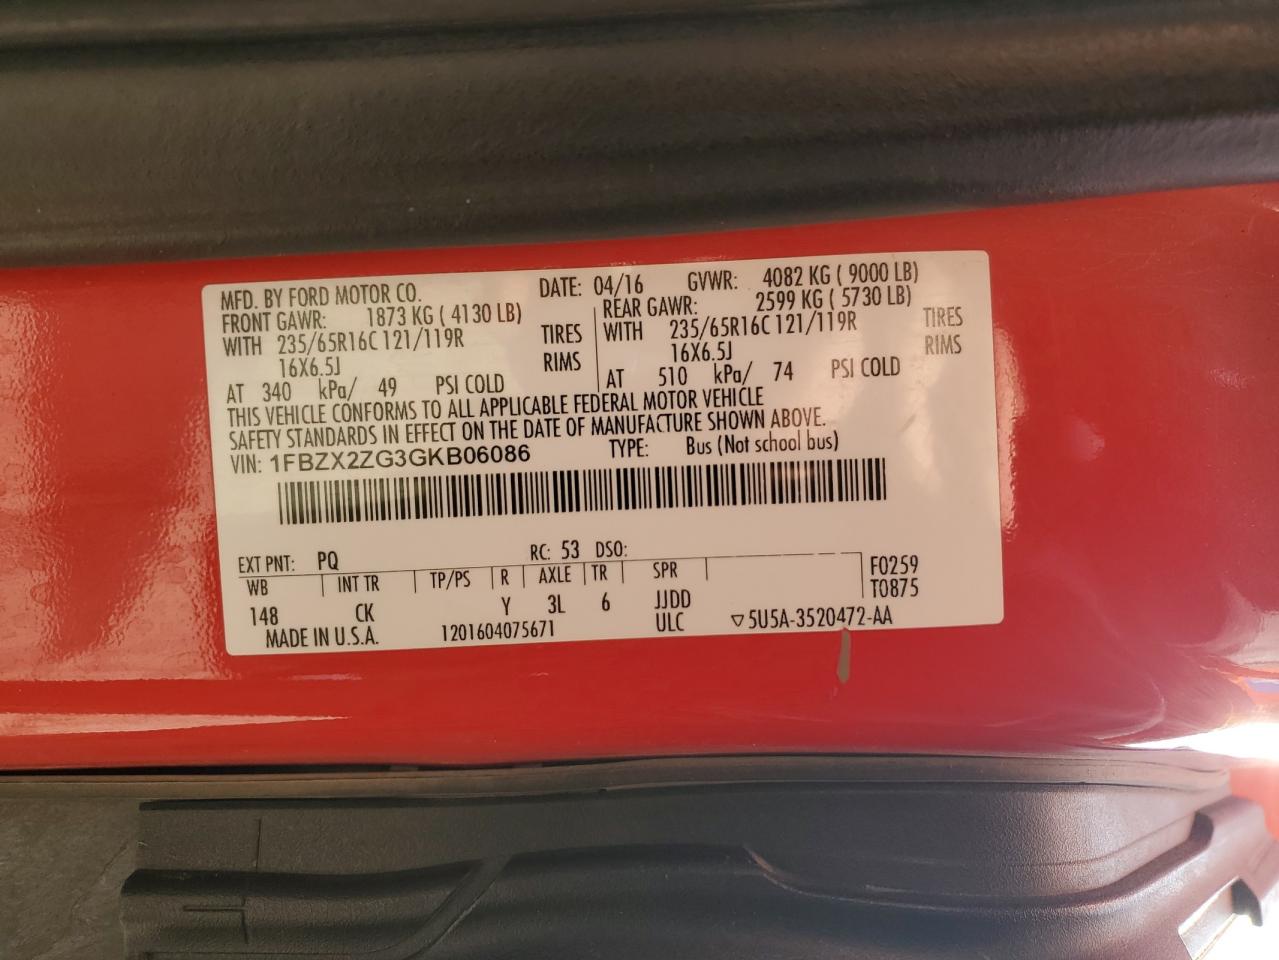 MFD. BY FORD MOTOR CO. DATE: 04/16 GVWR: 4082 KG ( 9000 LB)
FRONT GAWR: 1873 KG ( 4130 LB) REAR GAWR: 2599 KG ( 5730 LB)
WITH 235/65R16C 121/119R TIRES WITH 235/65R16C 121/119R TIRES
16X6.5J RIMS 16X6.5J RIMS
AT 340 kPa/ 49 PSI COLD AT 510 kPa/ 74 PSI COLD
THIS VEHICLE CONFORMS TO ALL APPLICABLE FEDERAL MOTOR VEHICLE
SAFETY STANDARDS IN EFFECT ON THE DATE OF MANUFACTURE SHOWN ABOVE.
VIN: 1FBZX2ZG3GKB06086 TYPE: Bus (Not school bus)
EXT PNT: PQ RC: 53 DSO:
WB INT TR TP/PS R AXLE TR SPR F0259
148 CK Y 3L 6 JJDD T0875
MADE IN U.S.A. 1201604075671 ULC ▽5U5A-3520472-AA